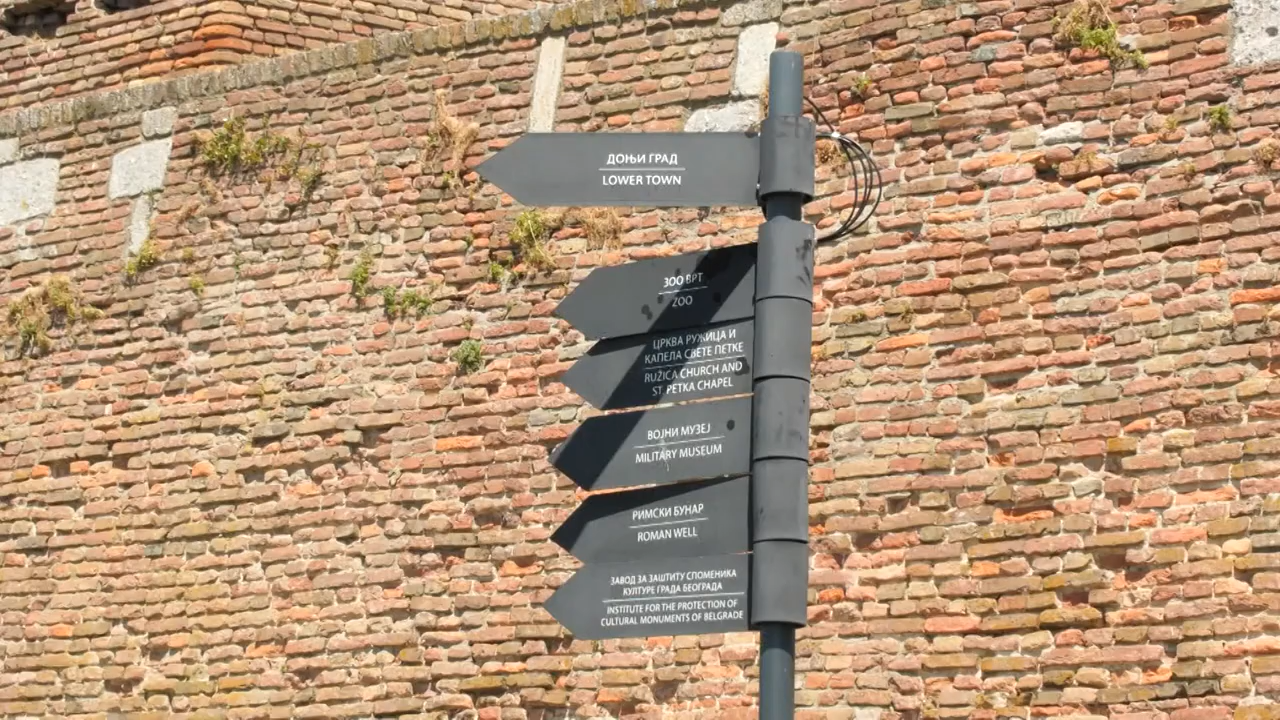 ДОЊИ ГРАД
LOWER TOWN
ЗОО ВРТ
ZOO
ЦРКВА РУЖИЦА И
КАПЕЛА СВЕТЕ ПЕТКЕ
RUŽICA CHURCH AND
ST. PETKA CHAPEL
ВОЈНИ МУЗЕЈ
MILITARY MUSEUM
РИМСКИ БУНАР
ROMAN WELL
ЗАВОД ЗА ЗАШТИТУ СПОМЕНИКА
КУЛТУРЕ ГРАДА БЕОГРАДА
INSTITUTE FOR THE PROTECTION OF
CULTURAL MONUMENTS OF BELGRADE